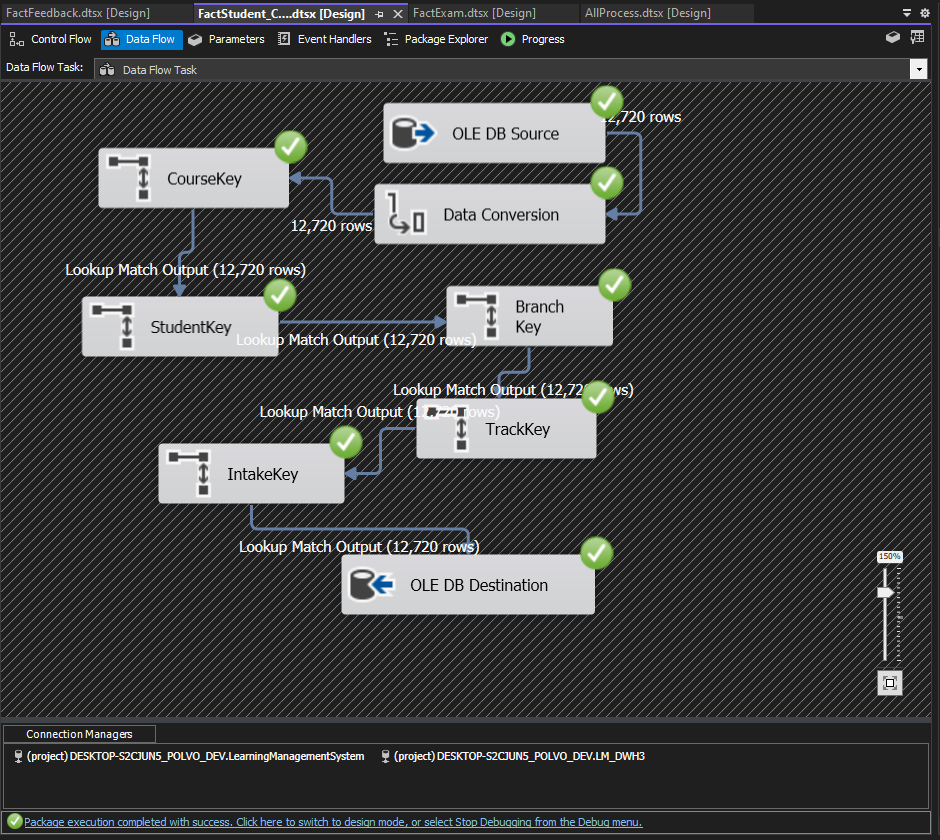 FactFeedback.dtsx [Design]
FactStudent_C....dtsx [Design]
FactExam.dtsx [Design]
AllProcess.dtsx [Design]
Control Flow
Data Flow
Parameters
Event Handlers
Package Explorer
Progress
Data Flow Task:
Data Flow Task
OLE DB Source
12,720 rows
CourseKey
Data Conversion
12,720 rows
Lookup Match Output (12,720 rows)
StudentKey
Branch
Key
Lookup Match Output (12,720 rows)
Lookup Match Output (12,720 rows)
Lookup Match Output (12,720 rows)
TrackKey
IntakeKey
Lookup Match Output (12,720 rows)
OLE DB Destination
150%
Connection Managers
(project) DESKTOP-S2CJUN5_POLVO_DEV.LearningManagementSystem
(project) DESKTOP-S2CJUN5_POLVO_DEV.LM_DWH3
Package execution completed with success. Click here to switch to design mode, or select Stop Debugging from the Debug menu.